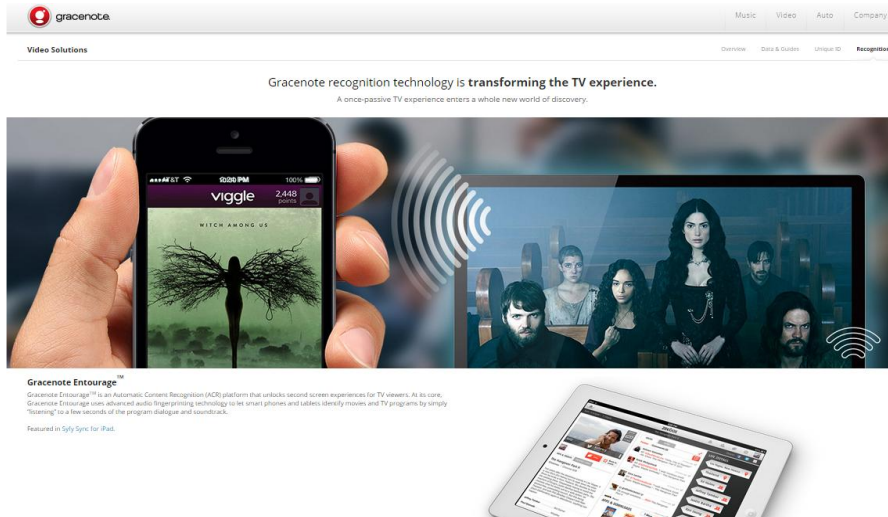 gracenote.
Music Video Auto Company
Video Solutions
Overview Data & Guides Unique ID Recognition
Gracenote recognition technology is transforming the TV experience.
A once-passive TV experience enters a whole new world of discovery.
AT&T 100%
viggle 2,448
points
WITCH AMONG US
Gracenote Entourage™
Gracenote Entourage™ is an Automatic Content Recognition (ACR) platform that unlocks second screen experiences for TV viewers. At its core,
Gracenote Entourage uses advanced audio fingerprinting technology to let smart phones and tablets identify movies and TV programs by simply
"listening" to a few seconds of the program dialogue and soundtrack.
Featured in Syfy Sync for iPad.